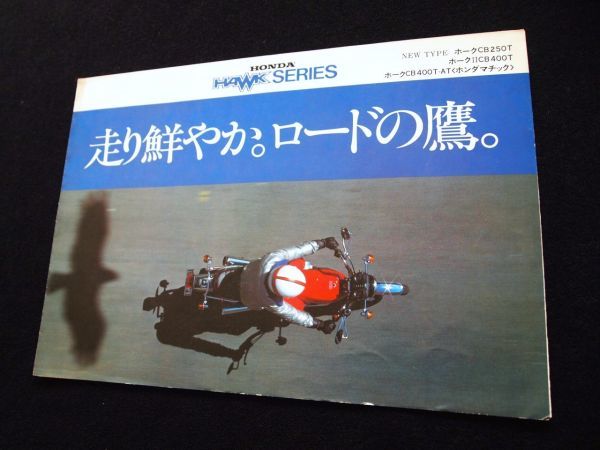 HONDA
HAWK SERIES
NEW TYPE ホークCB250T
ホークIICB400T
ホークCB400T-AT<ホンダマチック>
走り鮮やか。ロードの鷹。